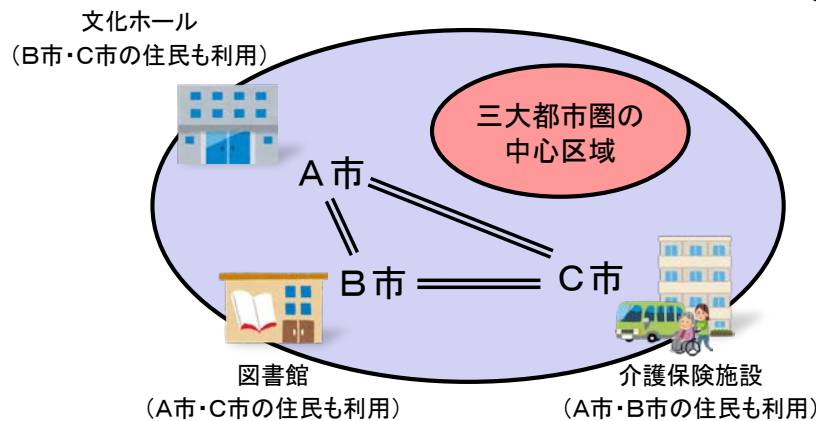 文化ホール
（B市・C市の住民も利用）
三大都市圏の
中心区域
A市
B市
C市
図書館
（A市・C市の住民も利用）
介護保険施設
（A市・B市の住民も利用）